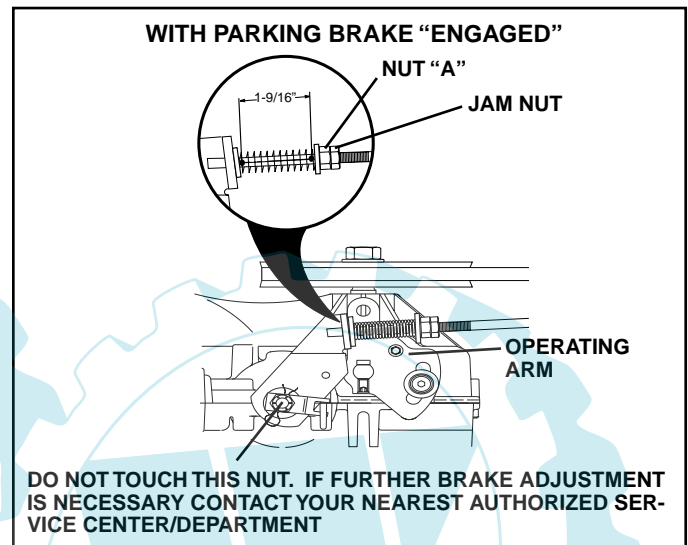 WITH PARKING BRAKE “ENGAGED”
NUT “A”
1-9/16”
JAM NUT
OPERATING
ARM
DO NOT TOUCH THIS NUT. IF FURTHER BRAKE ADJUSTMENT
IS NECESSARY CONTACT YOUR NEAREST AUTHORIZED SER-
VICE CENTER/DEPARTMENT